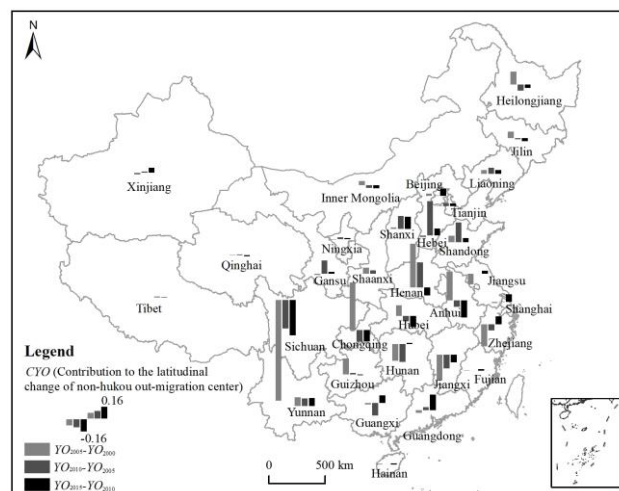 N
Heilongjiang
Jilin
Xinjiang
Beijing
Liaoning
Inner Mongolia
Tianjin
Shanxi
Hebei
Ningxia
Shandong
Qinghai
Gansu
Shaanxi
Jiangsu
Tibet
Henan
Anhui
Shanghai
Hubei
Legend
Sichuan
Chongqing
Zhejiang
CYO (Contribution to the latitudinal
change of non-hukou out-migration center)
Hunan
Guizhou
Jiangxi
Fujian
0.16
Yunnan
Guangxi
-0.16
Guangdong
YO2005-YO2000
YO2010-YO2005
0 500 km
Hainan
YO2015-YO2010